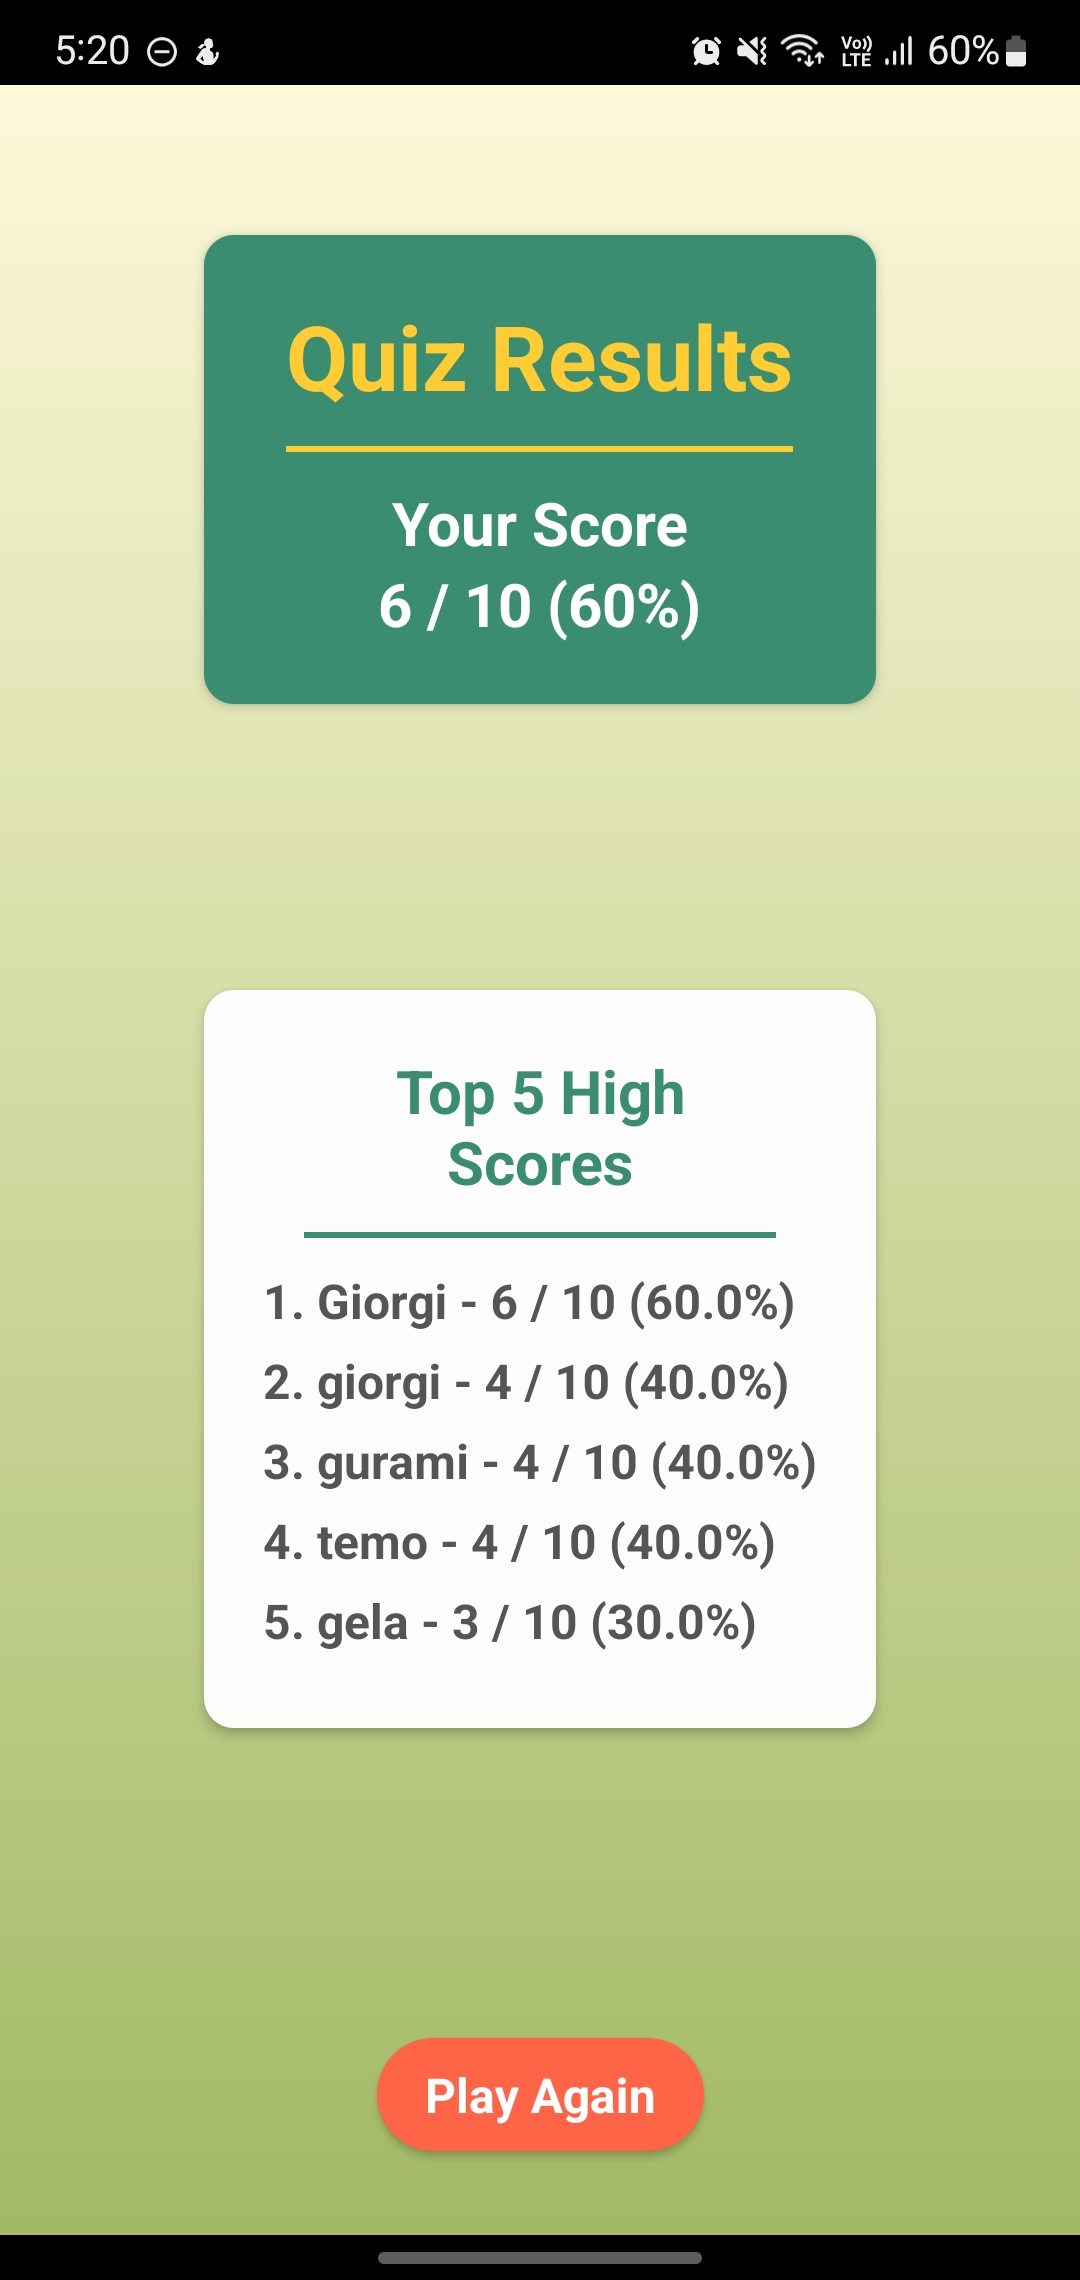 5:20 Vo)) LTE 60%
Quiz Results
Your Score
6 / 10 (60%)
Top 5 High
Scores
1. Giorgi - 6 / 10 (60.0%)
2. giorgi - 4 / 10 (40.0%)
3. gurami - 4 / 10 (40.0%)
4. temo - 4 / 10 (40.0%)
5. gela - 3 / 10 (30.0%)
Play Again